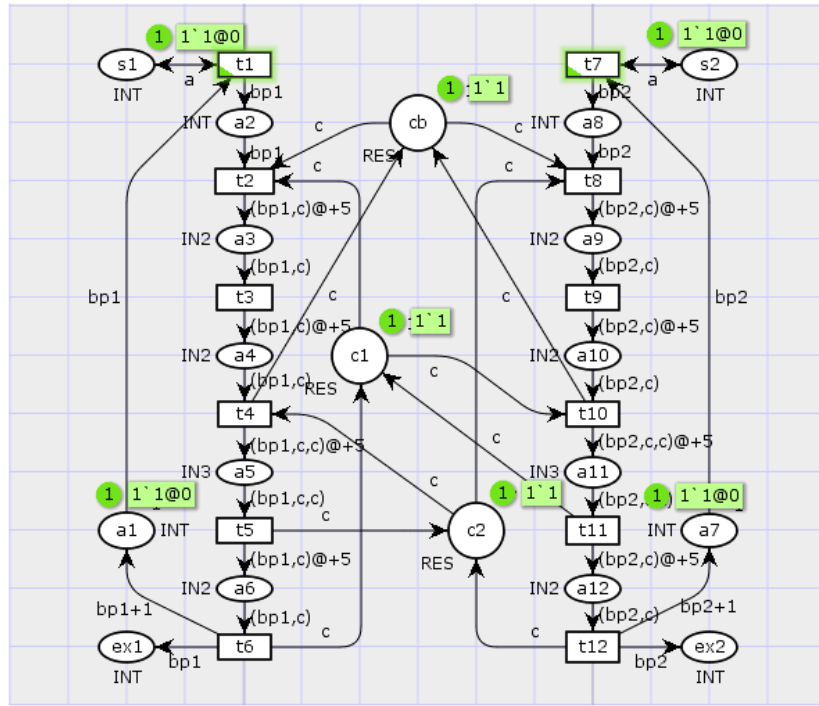 1 1`1@0
1 1`1@0
s1 t1 t7 s2
a a
INT bp1 bp2 INT
1 1`1
INT a2 c cb c INT a8
bp1 RES bp2
t2 c t8
(bp1,c)@+5 (bp2,c)@+5
IN2 a3 IN2 a9
(bp1,c) (bp2,c)
bp1 t3 c c t9 bp2
(bp1,c)@+5 1 1`1 (bp2,c)@+5
IN2 a4 c1 IN2 a10
(bp1,c) RES c (bp2,c)
t4 t10
(bp1,c,c)@+5 c (bp2,c,c)@+5
IN3 a5 c IN3 a11
1 1`1@0 (bp1,c,c) 1 1`1 1 1`1@0
a1 INT t5 c c2 t11 INT a7
(bp1,c)@+5 RES (bp2,c)@+5
IN2 a6 IN2 a12
bp1+1 (bp1,c) (bp2,c) bp2+1
ex1 t6 c c t12 ex2
bp1 bp2
INT INT